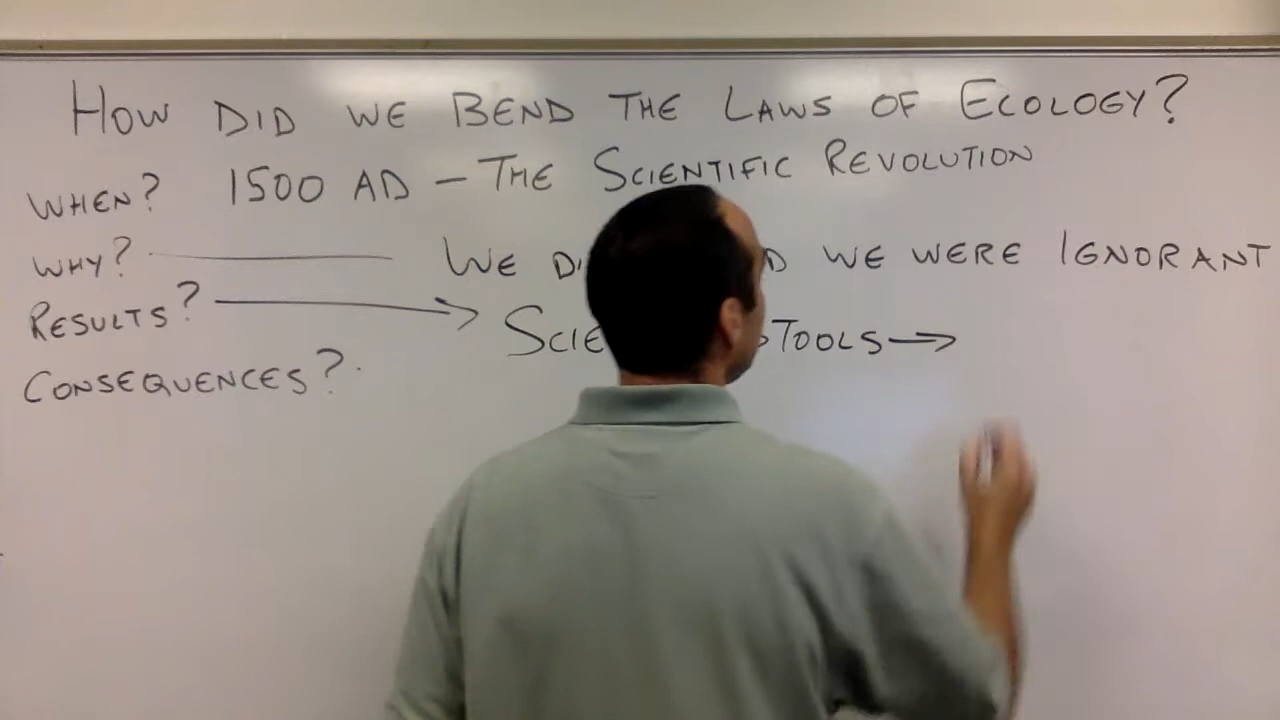 HOW DID WE BEND THE LAWS OF ECOLOGY?
WHEN? 1500 AD – THE SCIENTIFIC REVOLUTION
WHY? WE WE WERE IGNORANT
RESULTS? → TOOLS →
CONSEQUENCES?